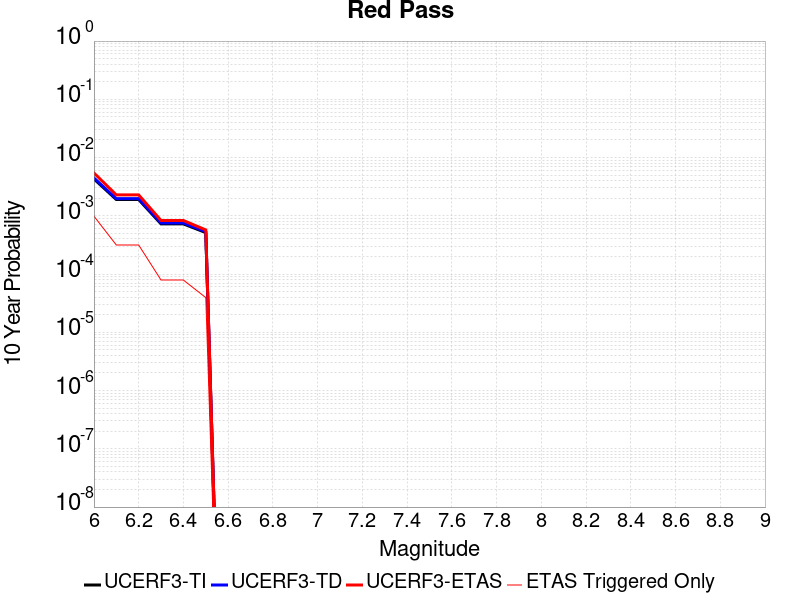 Red Pass
10 Year Probability
10^0
10^-1
10^-2
10^-3
10^-4
10^-5
10^-6
10^-7
10^-8
6 6.2 6.4 6.6 6.8 7 7.2 7.4 7.6 7.8 8 8.2 8.4 8.6 8.8 9
Magnitude
UCERF3-TI UCERF3-TD UCERF3-ETAS ETAS Triggered Only